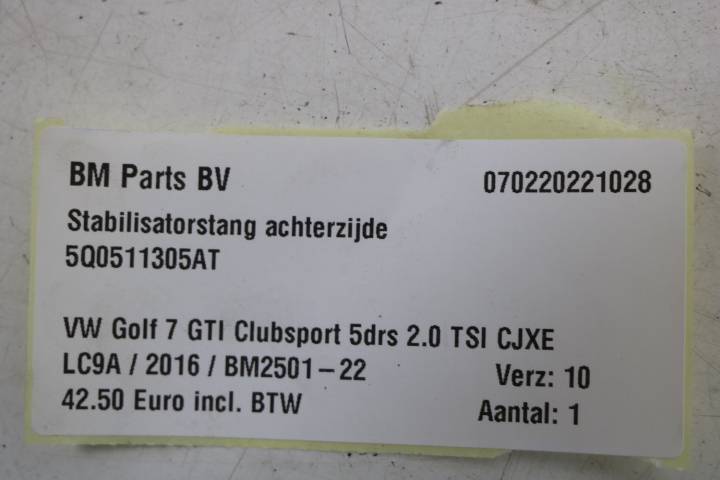 BM Parts BV 070220221028
Stabilisatorstang achterzijde
5Q0511305AT
VW Golf 7 GTI Clubsport 5drs 2.0 TSI CJXE
LC9A / 2016 / BM2501-22 Verz: 10
42.50 Euro incl. BTW Aantal: 1